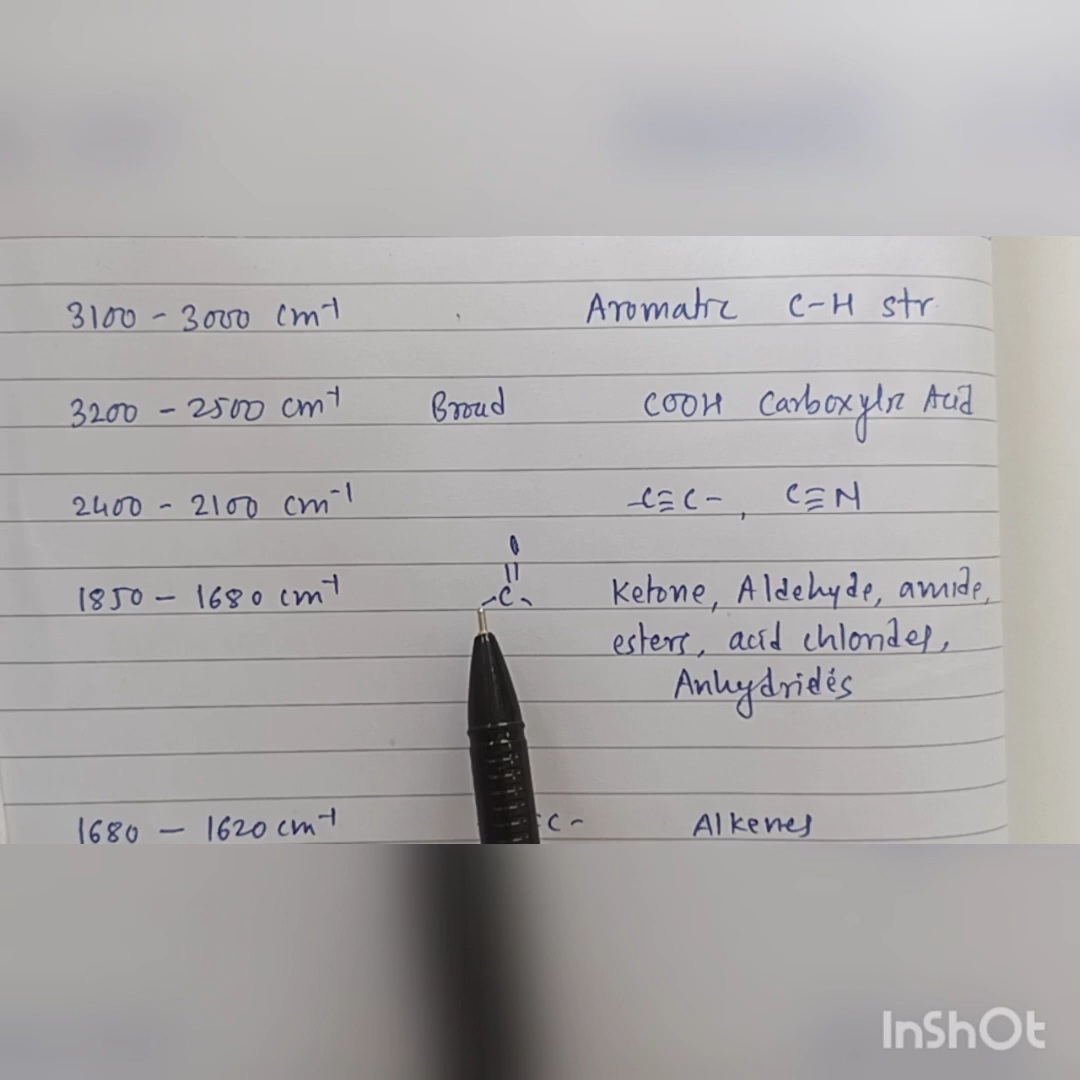 3100 - 3000 cm⁻¹ Aromatic C-H str.
3200 - 2500 cm⁻¹ Broad COOH Carboxylic Acid
2400 - 2100 cm⁻¹ -C≡C-, C≡N
O
||
1850 - 1680 cm⁻¹ -C- Ketone, Aldehyde, amide,
esters, acid chlorides,
Anhydrides
1680 - 1620 cm⁻¹ =C- Alkenes
InShOt